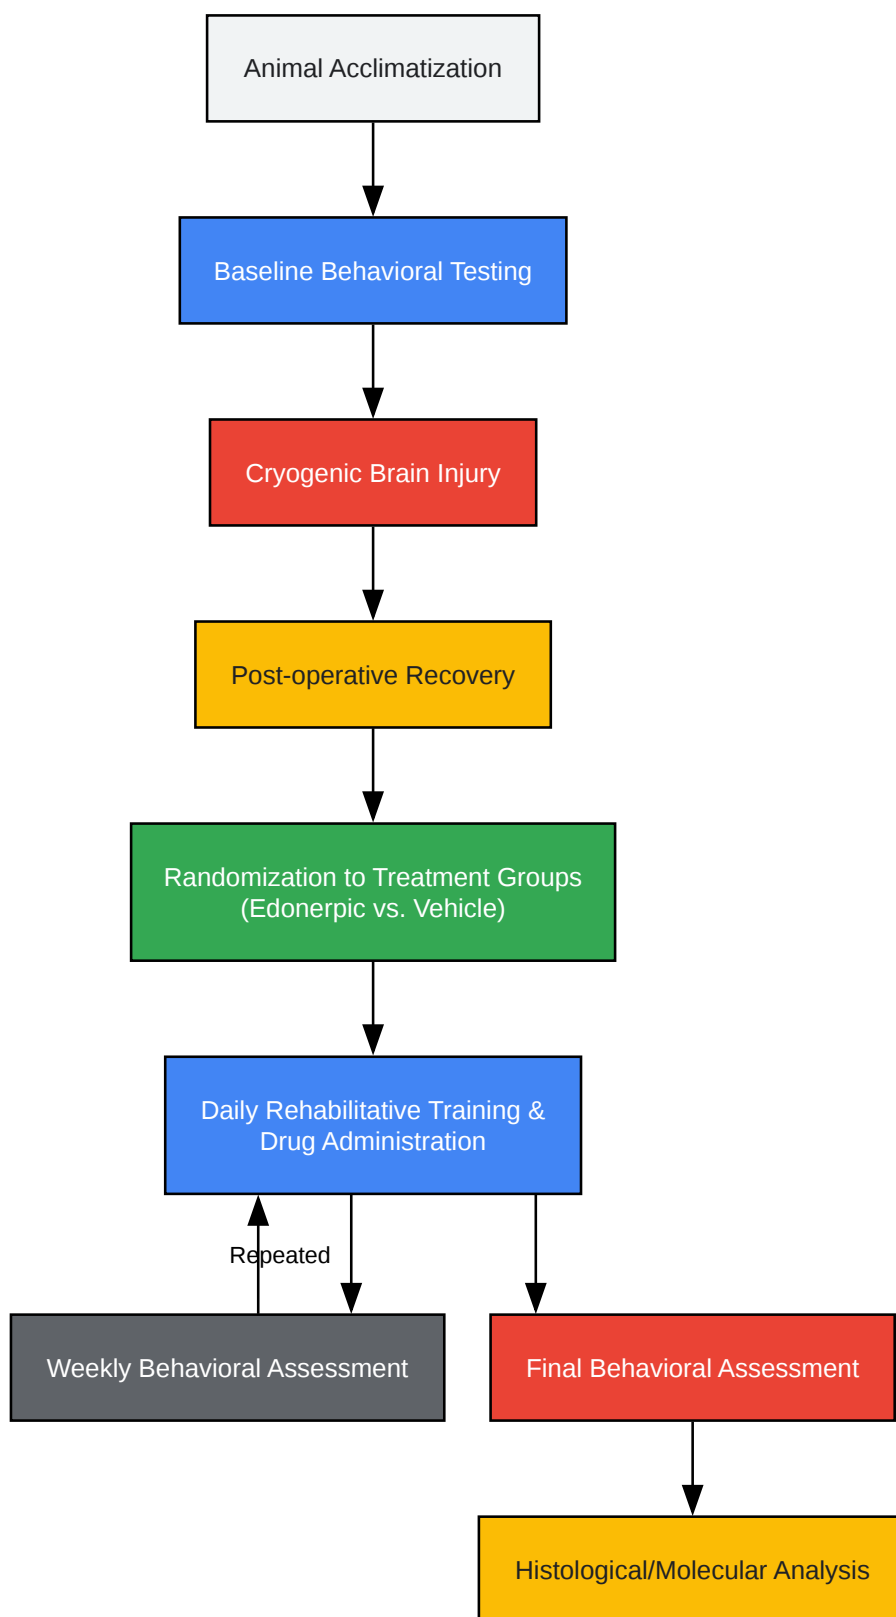 Animal Acclimatization
Baseline Behavioral Testing
Cryogenic Brain Injury
Post-operative Recovery
Randomization to Treatment Groups
(Edonerpic vs. Vehicle)
Daily Rehabilitative Training &
Drug Administration
Repeated
Weekly Behavioral Assessment
Final Behavioral Assessment
Histological/Molecular Analysis